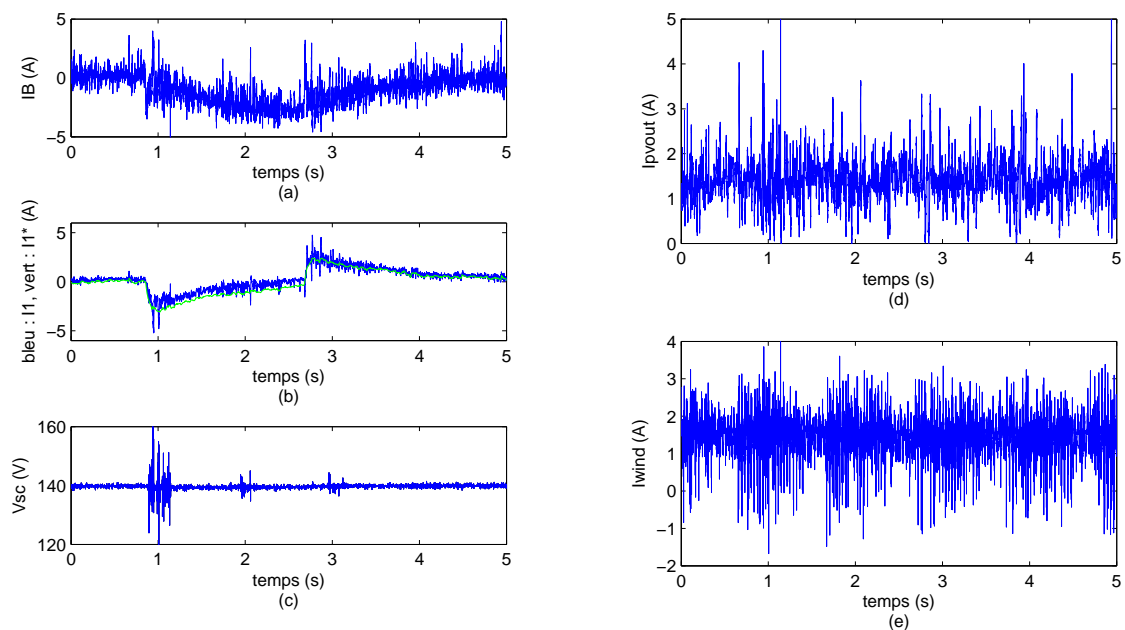 5
0
−5
IB (A)
0 1 2 3 4 5
temps (s)
(a)
5
0
−5
bleu : I1, vert : I1* (A)
0 1 2 3 4 5
temps (s)
(b)
160
140
120
Vsc (V)
0 1 2 3 4 5
temps (s)
(c)
5
4
3
2
1
0
Ipvout (A)
0 1 2 3 4 5
temps (s)
(d)
4
3
2
1
0
−1
−2
Iwind (A)
0 1 2 3 4 5
temps (s)
(e)